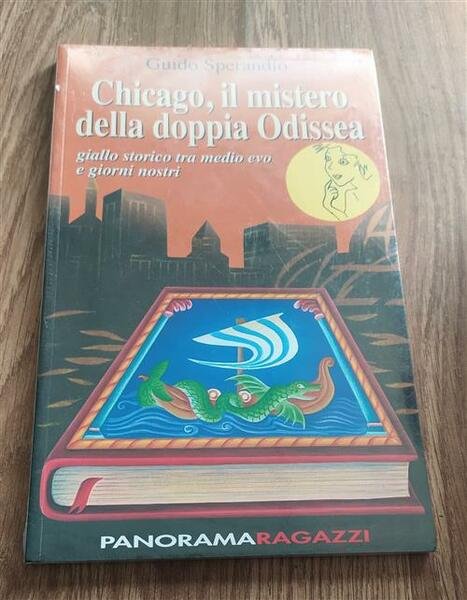 Guido Sperandio
Chicago, il mistero
della doppia Odissea
giallo storico tra medio evo
e giorni nostri
PANORAMARAGAZZI